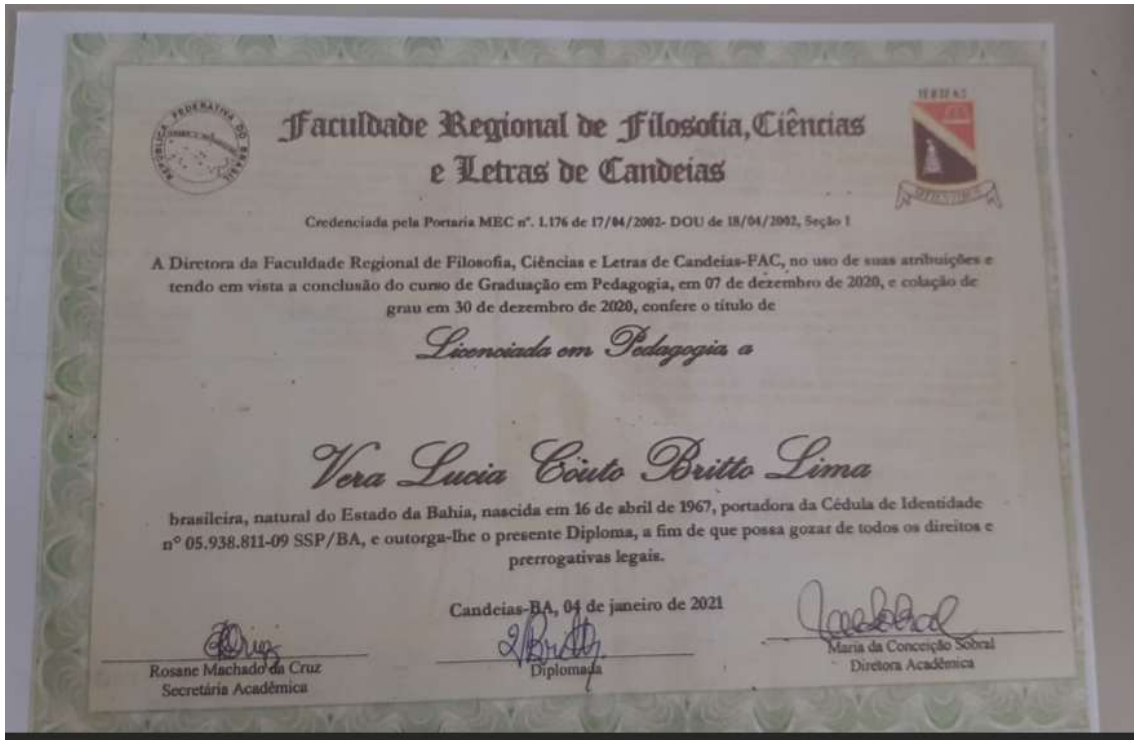 REPÚBLICA FEDERATIVA DO BRASIL
Faculdade Regional de Filosofia, Ciências
e Letras de Candeias
Credenciada pela Portaria MEC nº. 1.176 de 17/04/2002- DOU de 18/04/2002, Seção 1
A Diretora da Faculdade Regional de Filosofia, Ciências e Letras de Candeias-FAC, no uso de suas atribuições e
tendo em vista a conclusão do curso de Graduação em Pedagogia, em 07 de dezembro de 2020, e colação de
grau em 30 de dezembro de 2020, confere o título de
Licenciada em Pedagogia a
Vera Lucia Couto Britto Lima
brasileira, natural do Estado da Bahia, nascida em 16 de abril de 1967, portadora da Cédula de Identidade
nº 05.938.811-09 SSP/BA, e outorga-lhe o presente Diploma, a fim de que possa gozar de todos os direitos e
prerrogativas legais.
Candeias-BA, 04 de janeiro de 2021
Rosane Machado da Cruz
Secretária Acadêmica
Diplomada
Maria da Conceição Sobral
Diretora Acadêmica